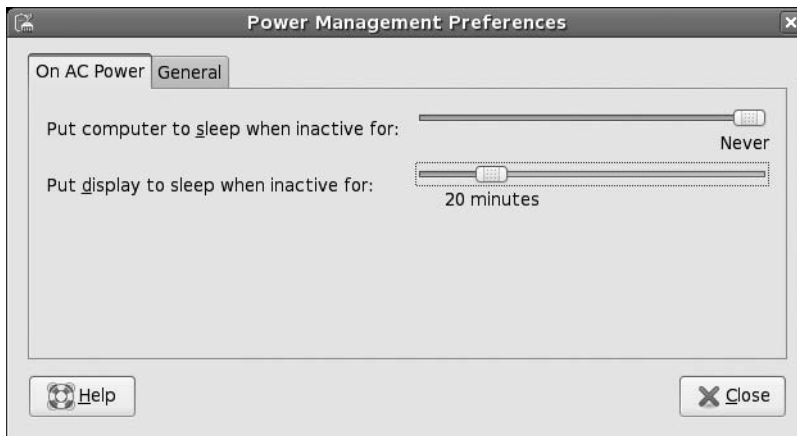 Power Management Preferences
On AC Power
General
Put computer to sleep when inactive for:
Never
Put display to sleep when inactive for:
20 minutes
Help
Close